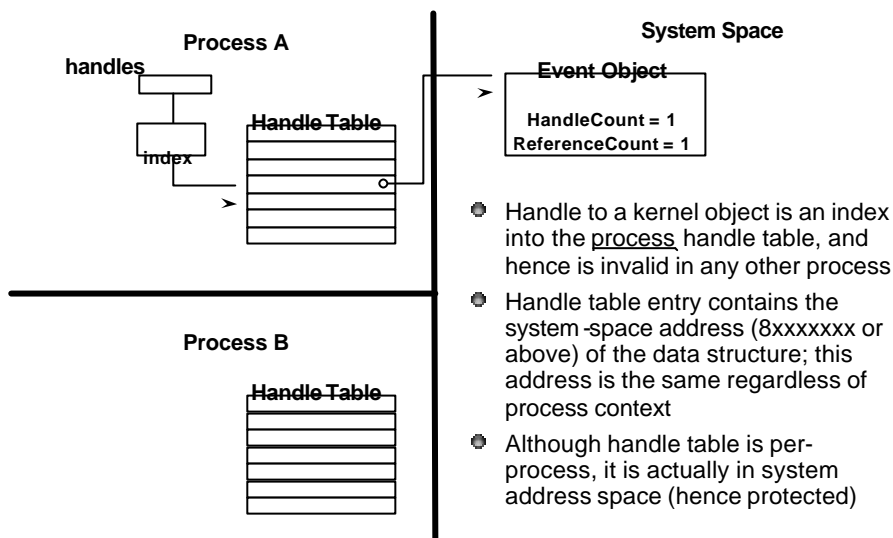 Process A
handles
index
Handle Table
System Space
Event Object
HandleCount = 1
ReferenceCount = 1
Handle to a kernel object is an index
into the process handle table, and
hence is invalid in any other process
Handle table entry contains the
system-space address (8xxxxxxx or
above) of the data structure; this
address is the same regardless of
process context
Although handle table is per-
process, it is actually in system
address space (hence protected)
Process B
Handle Table